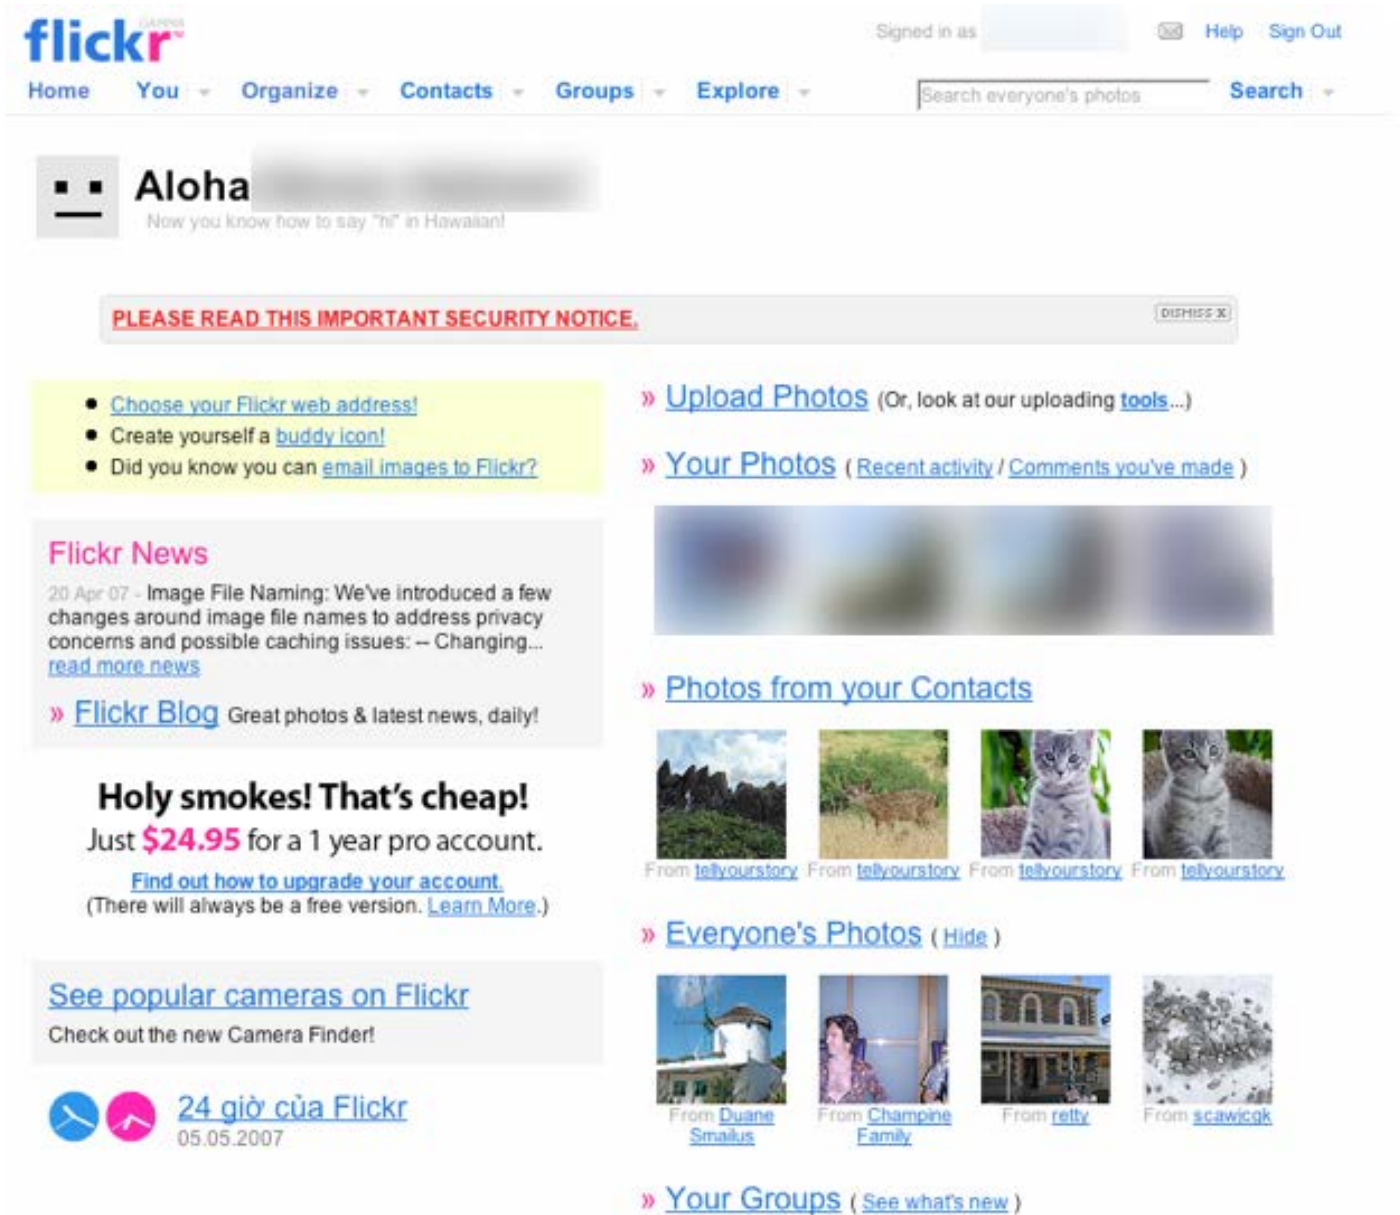 flickr GAMMA
Signed in as
Help Sign Out
Home You Organize Contacts Groups Explore
Search everyone's photos Search
Aloha
Now you know how to say "hi" in Hawaiian!
PLEASE READ THIS IMPORTANT SECURITY NOTICE.
DISMISS X
Choose your Flickr web address!
Create yourself a buddy icon!
Did you know you can email images to Flickr?
Flickr News
20 Apr 07 - Image File Naming: We've introduced a few
changes around image file names to address privacy
concerns and possible caching issues: -- Changing...
read more news
» Flickr Blog Great photos & latest news, daily!
Holy smokes! That's cheap!
Just $24.95 for a 1 year pro account.
Find out how to upgrade your account.
(There will always be a free version. Learn More.)
See popular cameras on Flickr
Check out the new Camera Finder!
24 giờ của Flickr
05.05.2007
» Upload Photos (Or, look at our uploading tools...)
» Your Photos ( Recent activity / Comments you've made )
» Photos from your Contacts
From tellyourstory From tellyourstory From tellyourstory From tellyourstory
» Everyone's Photos ( Hide )
From Duane Smailus
From Champine Family
From retty
From scawjcgk
» Your Groups ( See what's new )